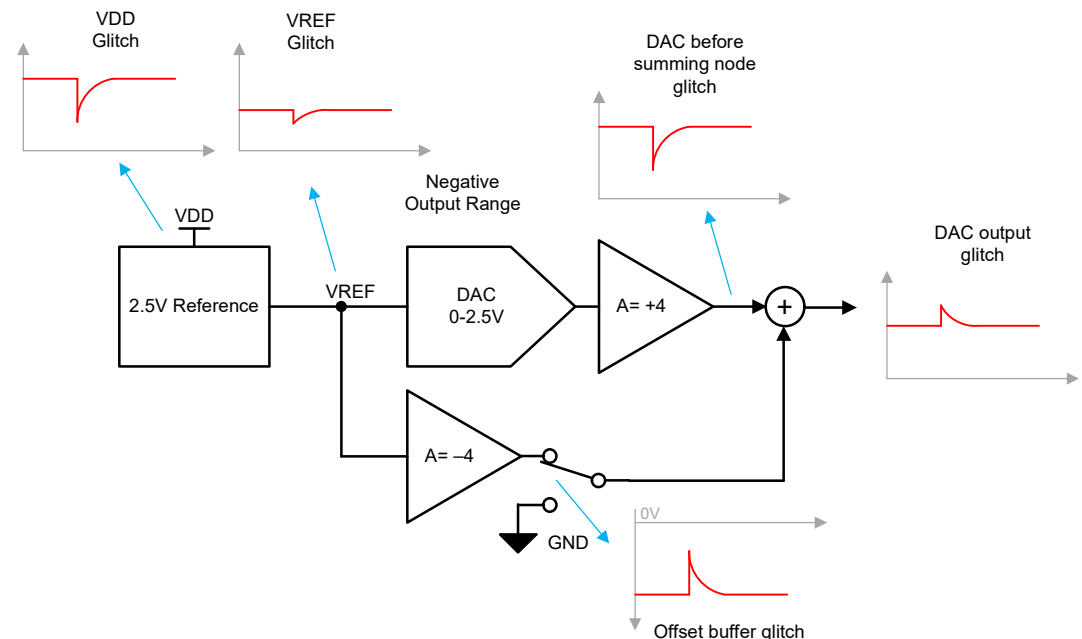 VDD
Glitch
VREF
Glitch
DAC before
summing node
glitch
Negative
Output Range
VDD
DAC output
glitch
2.5V Reference
VREF
DAC
0-2.5V
A= +4
+
A= –4
GND
0V
Offset buffer glitch